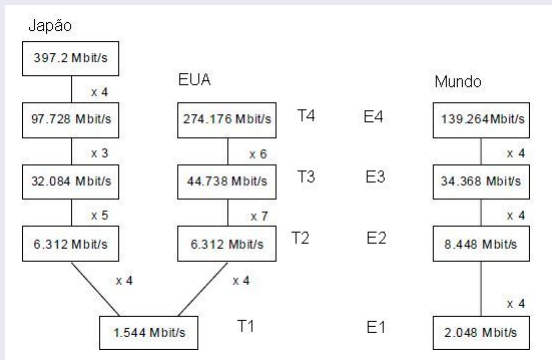 Japão
397.2 Mbit/s
EUA
Mundo
x 4
97.728 Mbit/s
274.176 Mbit/s
T4
E4
139.264Mbit/s
x 3
x 6
x 4
32.084 Mbit/s
44.738 Mbit/s
T3
E3
34.368 Mbit/s
x 5
x 7
x 4
6.312 Mbit/s
6.312 Mbit/s
T2
E2
8.448 Mbit/s
x 4
x 4
x 4
1.544 Mbit/s
T1
E1
2.048 Mbit/s